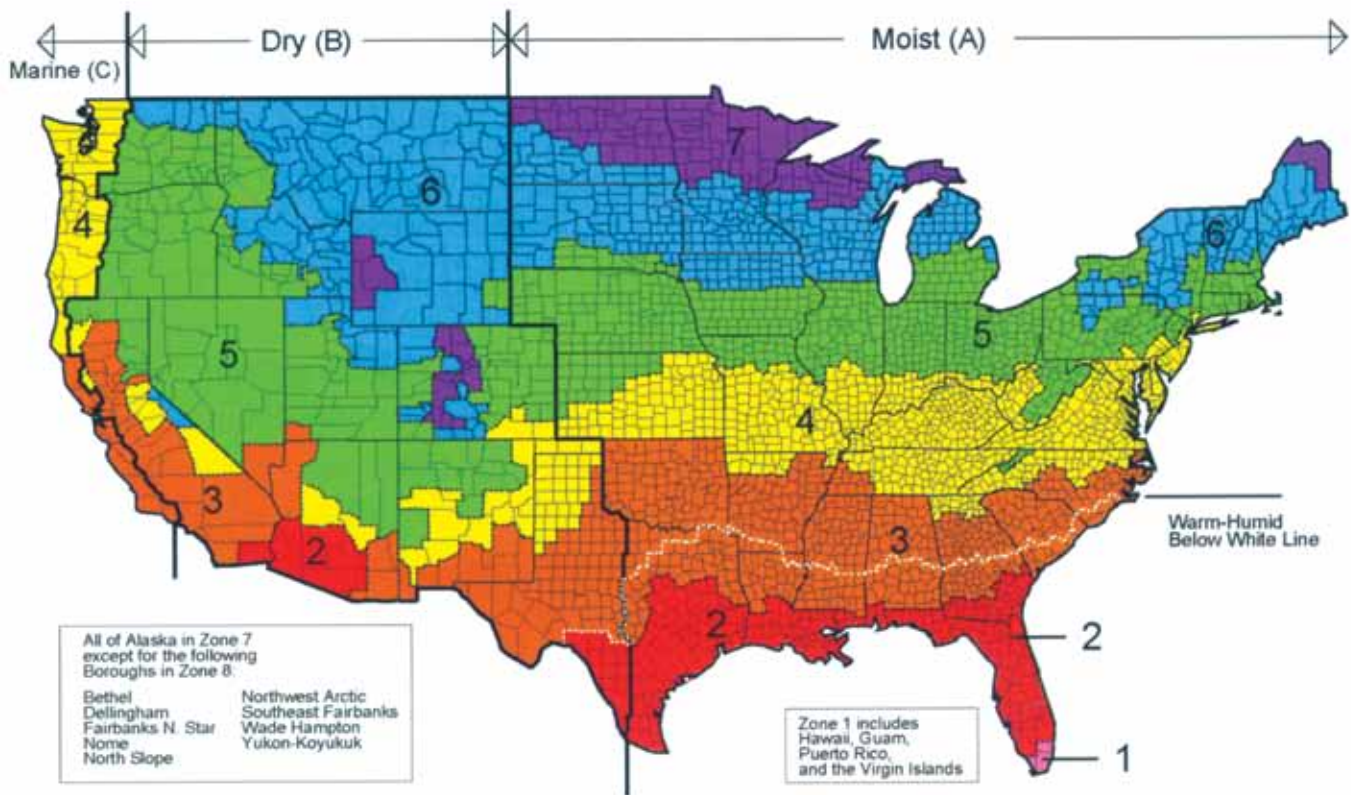 Marine (C)
Dry (B)
Moist (A)
7
6
6
4
5
5
4
3
3
2
2
2
1
Warm-Humid
Below White Line
All of Alaska in Zone 7
except for the following
Boroughs in Zone 8:
Bethel
Dellingham
Fairbanks N. Star
Nome
North Slope
Northwest Arctic
Southeast Fairbanks
Wade Hampton
Yukon-Koyukuk
Zone 1 includes
Hawaii, Guam,
Puerto Rico,
and the Virgin Islands